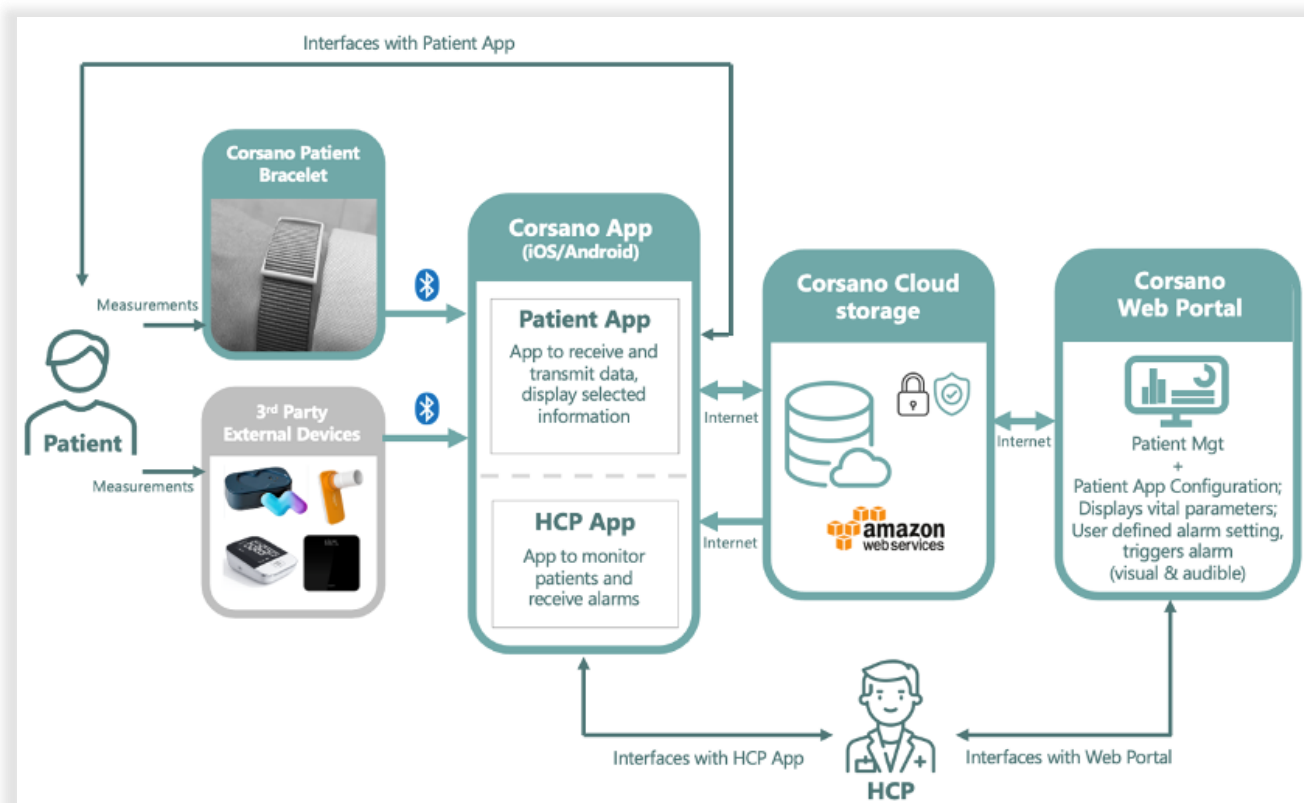 Interfaces with Patient App
Corsano Patient
Bracelet
Measurements
Patient
3rd Party
External Devices
Measurements
Corsano App
(iOS/Android)
Patient App
App to receive and
transmit data,
display selected
information
HCP App
App to monitor
patients and
receive alarms
Internet
Internet
Corsano Cloud
storage
amazon
web services
Internet
Corsano
Web Portal
Patient Mgt
+
Patient App Configuration;
Displays vital parameters;
User defined alarm setting,
triggers alarm
(visual & audible)
Interfaces with HCP App
HCP
Interfaces with Web Portal